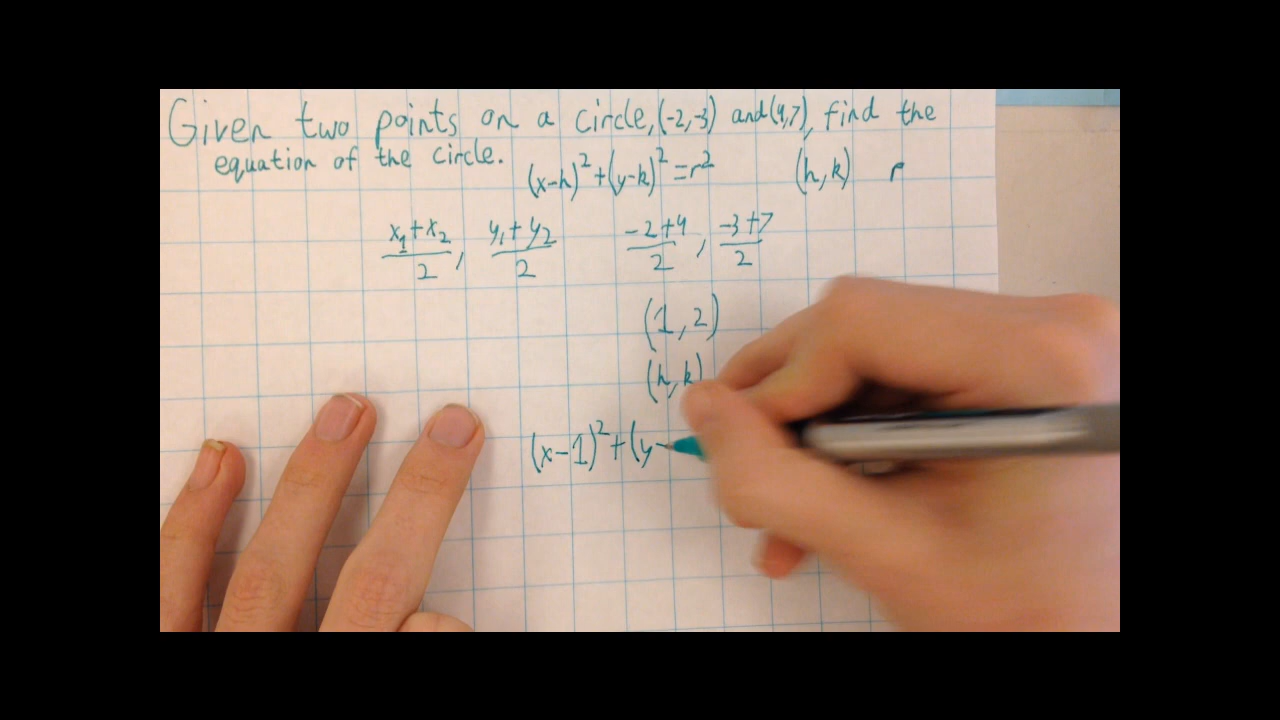 Given two points on a circle, (-2,-3) and (4,7), find the
equation of the circle.
(x-h)²+(y-k)²=r² (h,k) r
x₁+x₂/2, y₁+y₂/2 -2+4/2, -3+7/2
(1,2)
(h,k)
(x-1)²+(y-